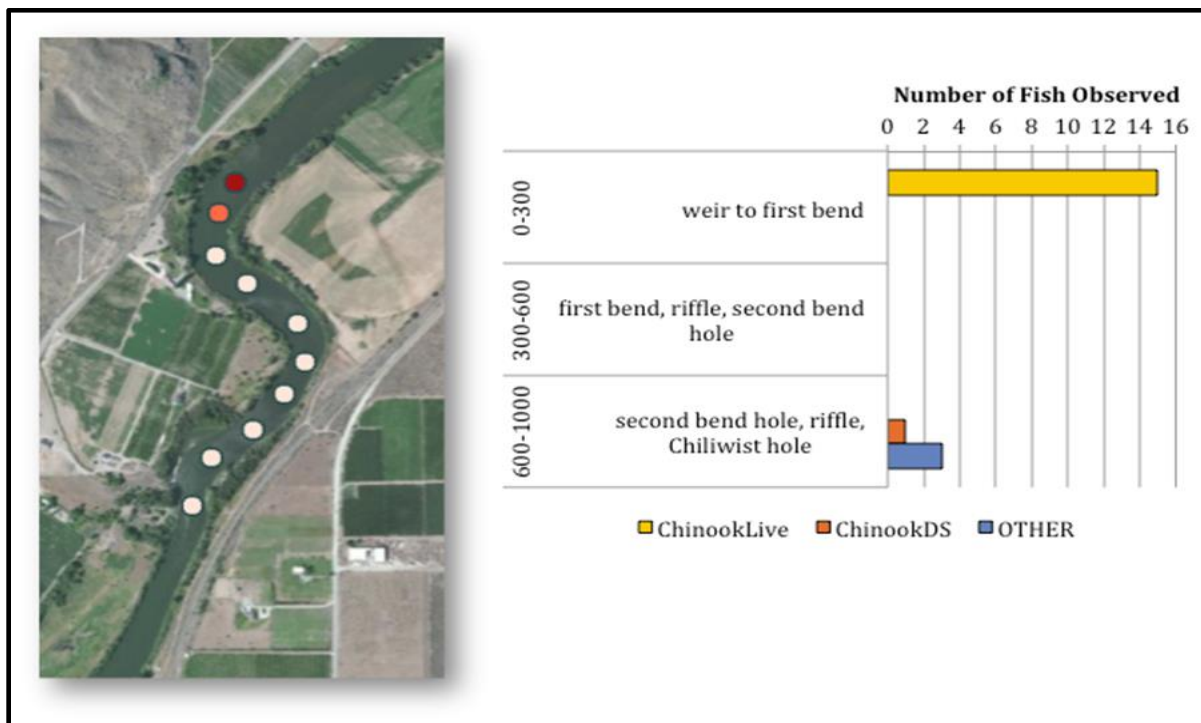 Number of Fish Observed
0 2 4 6 8 10 12 14 16
0-300
weir to first bend
300-600
first bend, riffle, second bend
hole
600-1000
second bend hole, riffle,
Chiliwist hole
ChinookLive ChinookDS OTHER